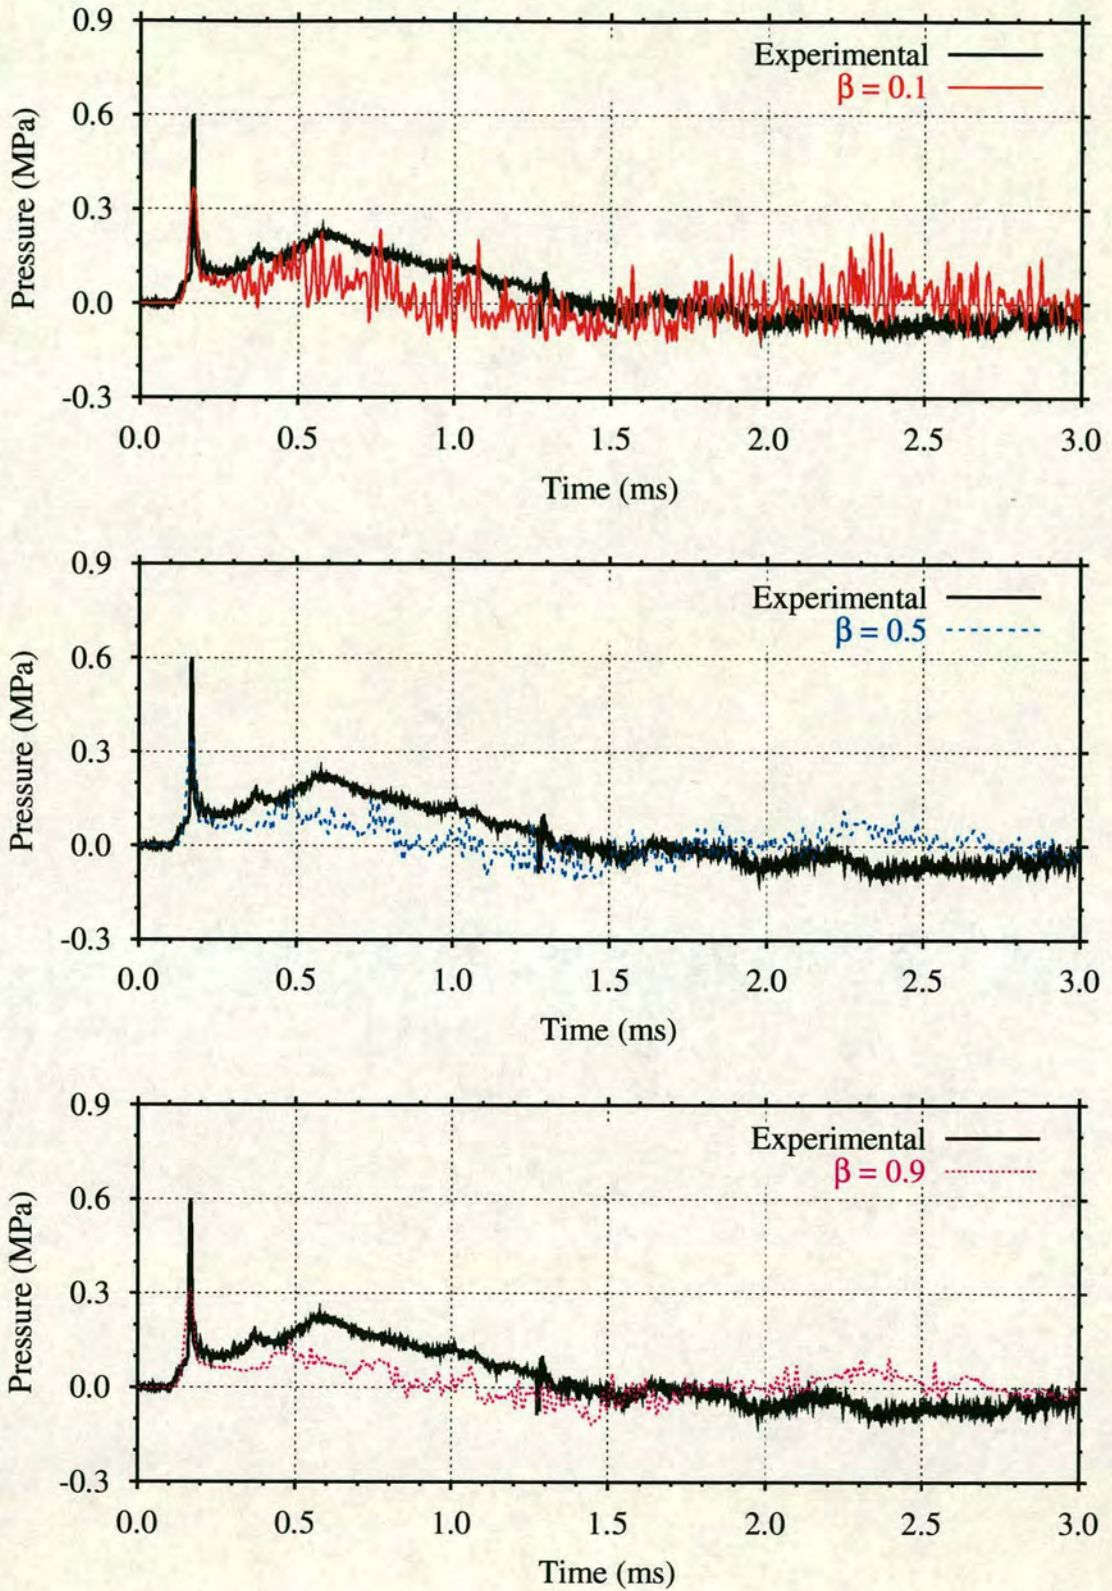 0.9
Experimental
β = 0.1
0.6
0.3
0.0
-0.3
Pressure (MPa)
0.0 0.5 1.0 1.5 2.0 2.5 3.0
Time (ms)
0.9
Experimental
β = 0.5
0.6
0.3
0.0
-0.3
Pressure (MPa)
0.0 0.5 1.0 1.5 2.0 2.5 3.0
Time (ms)
0.9
Experimental
β = 0.9
0.6
0.3
0.0
-0.3
Pressure (MPa)
0.0 0.5 1.0 1.5 2.0 2.5 3.0
Time (ms)